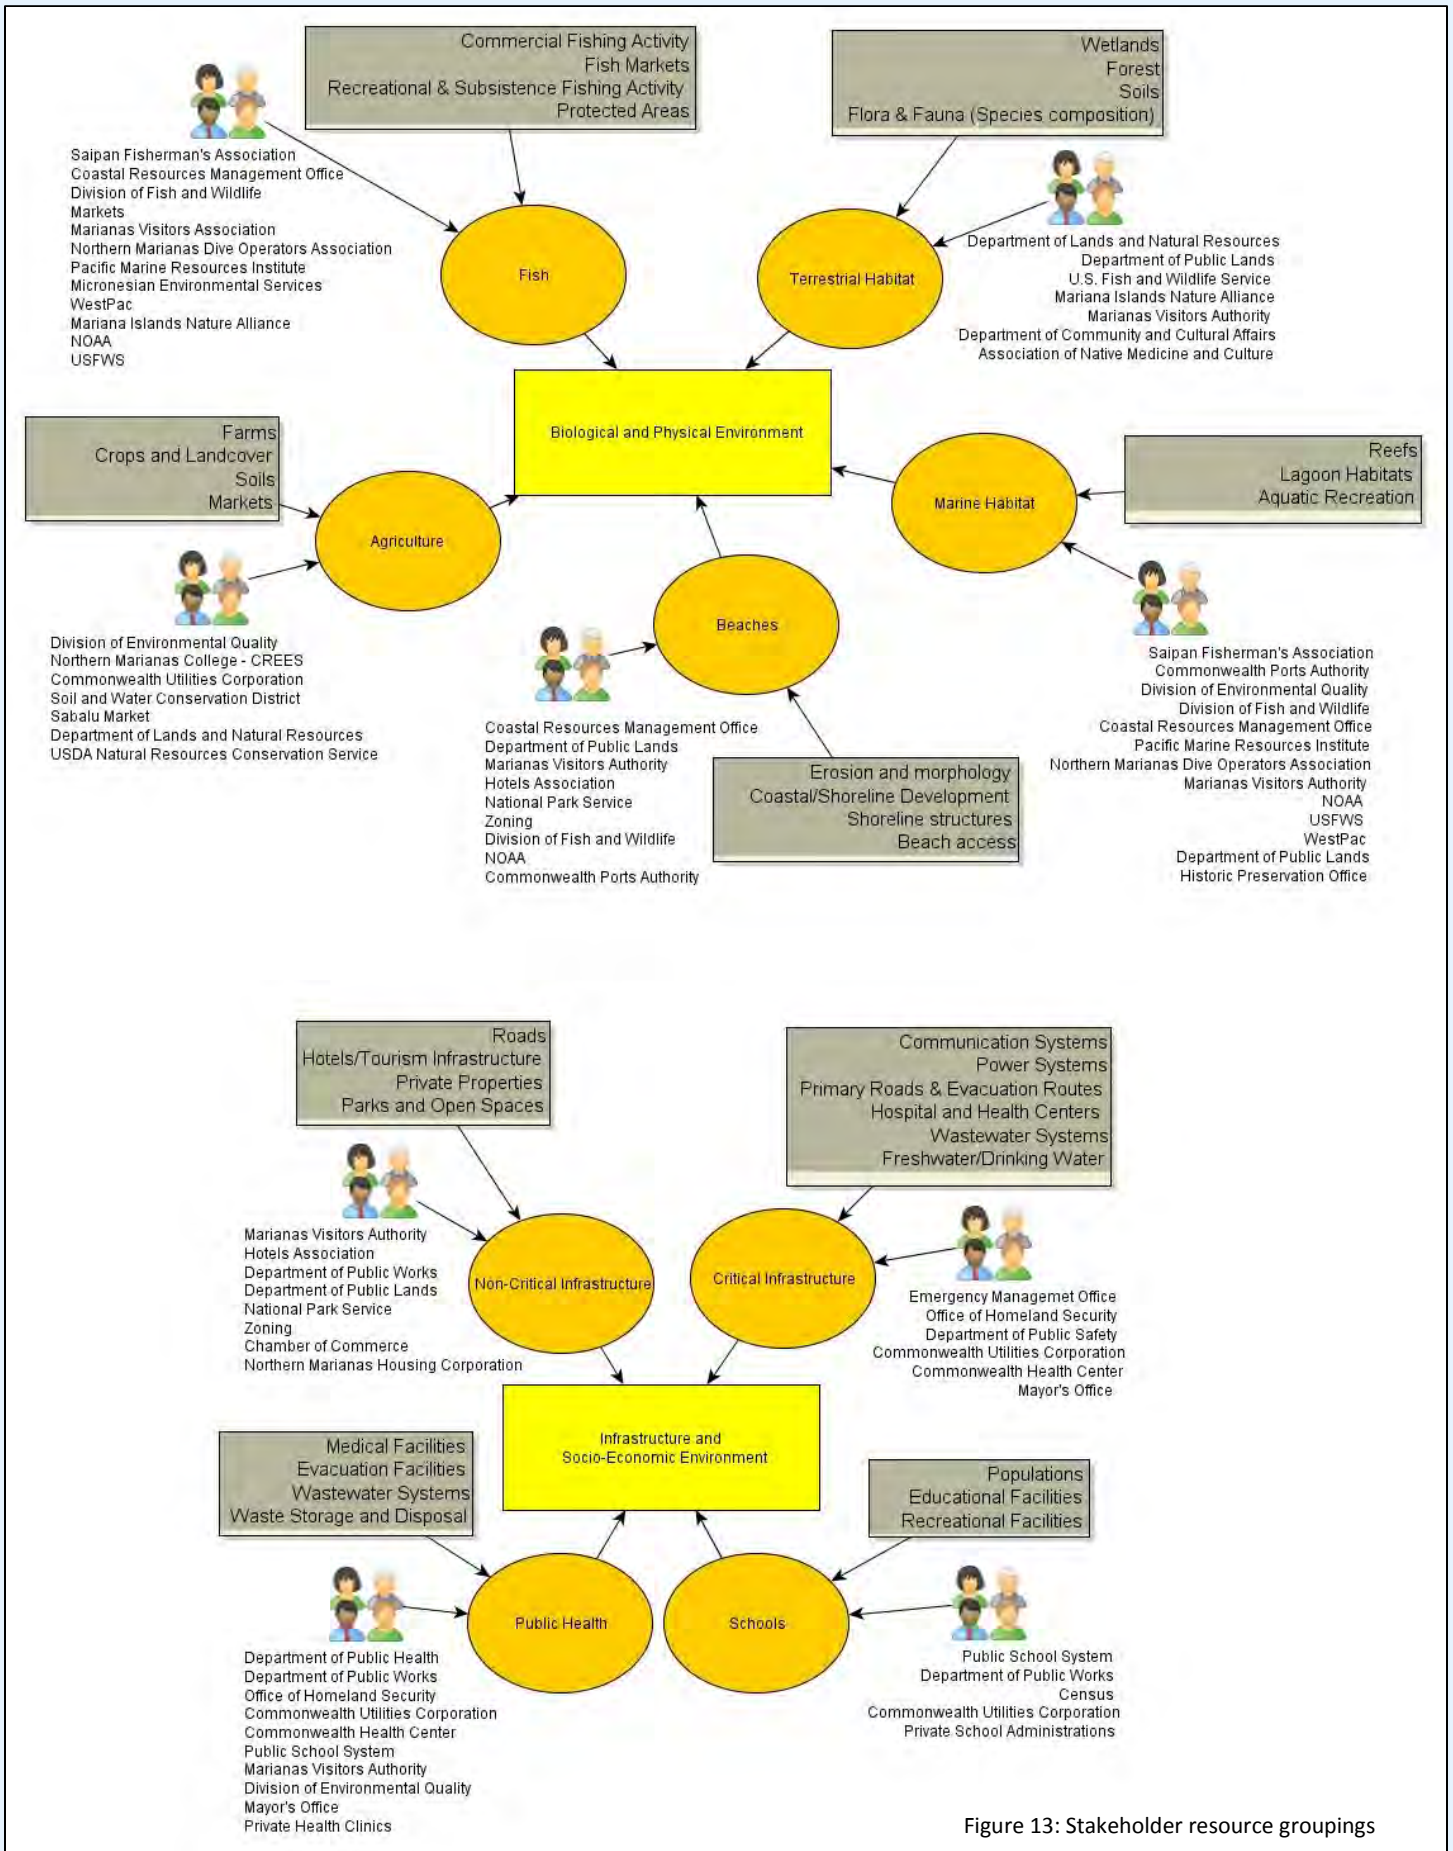 Commercial Fishing Activity
Fish Markets
Recreational & Subsistence Fishing Activity
Protected Areas
Wetlands
Forest
Soils
Flora & Fauna (Species composition)
Saipan Fisherman's Association
Coastal Resources Management Office
Division of Fish and Wildlife
Markets
Marianas Visitors Association
Northern Marianas Dive Operators Association
Pacific Marine Resources Institute
Micronesian Environmental Services
WestPac
Mariana Islands Nature Alliance
NOAA
USFWS
Fish
Terrestrial Habitat
Department of Lands and Natural Resources
Department of Public Lands
U.S. Fish and Wildlife Service
Mariana Islands Nature Alliance
Marianas Visitors Authority
Department of Community and Cultural Affairs
Association of Native Medicine and Culture
Biological and Physical Environment
Farms
Crops and Landcover
Soils
Markets
Agriculture
Division of Environmental Quality
Northern Marianas College - CREES
Commonwealth Utilities Corporation
Soil and Water Conservation District
Sabalu Market
Department of Lands and Natural Resources
USDA Natural Resources Conservation Service
Marine Habitat
Reefs
Lagoon Habitats
Aquatic Recreation
Beaches
Coastal Resources Management Office
Department of Public Lands
Marianas Visitors Authority
Hotels Association
National Park Service
Zoning
Division of Fish and Wildlife
NOAA
Commonwealth Ports Authority
Erosion and morphology
Coastal/Shoreline Development
Shoreline structures
Beach access
Saipan Fisherman's Association
Commonwealth Ports Authority
Division of Environmental Quality
Division of Fish and Wildlife
Coastal Resources Management Office
Pacific Marine Resources Institute
Northern Marianas Dive Operators Association
Marianas Visitors Authority
NOAA
USFWS
WestPac
Department of Public Lands
Historic Preservation Office
Roads
Hotels/Tourism Infrastructure
Private Properties
Parks and Open Spaces
Communication Systems
Power Systems
Primary Roads & Evacuation Routes
Hospital and Health Centers
Wastewater Systems
Freshwater/Drinking Water
Marianas Visitors Authority
Hotels Association
Department of Public Works
Department of Public Lands
National Park Service
Zoning
Chamber of Commerce
Northern Marianas Housing Corporation
Non-Critical Infrastructure
Critical Infrastructure
Emergency Managemet Office
Office of Homeland Security
Department of Public Safety
Commonwealth Utilities Corporation
Commonwealth Health Center
Mayor's Office
Infrastructure and
Socio-Economic Environment
Medical Facilities
Evacuation Facilities
Wastewater Systems
Waste Storage and Disposal
Populations
Educational Facilities
Recreational Facilities
Public Health
Schools
Department of Public Health
Department of Public Works
Office of Homeland Security
Commonwealth Utilities Corporation
Commonwealth Health Center
Public School System
Marianas Visitors Authority
Division of Environmental Quality
Mayor's Office
Private Health Clinics
Public School System
Department of Public Works
Census
Commonwealth Utilities Corporation
Private School Administrations
Figure 13: Stakeholder resource groupings